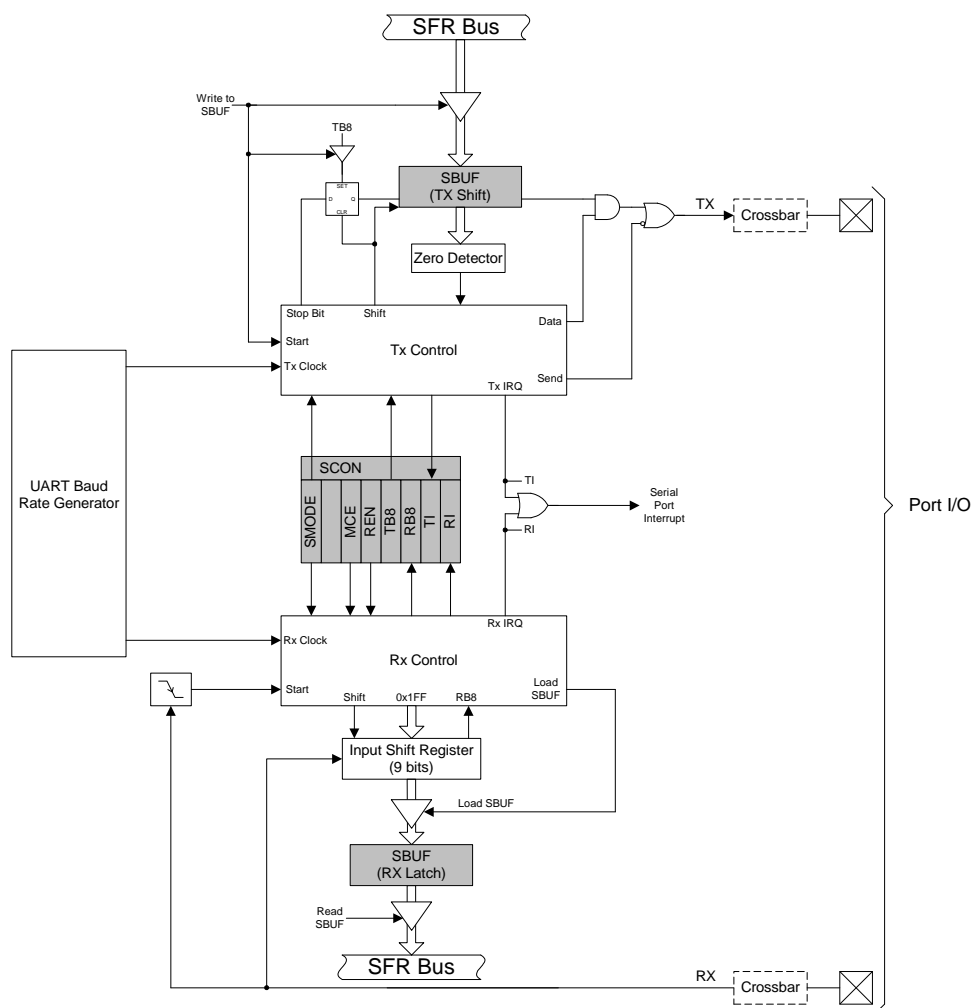 SFR Bus
Write to
SBUF
TB8
SET
D
Q
CLR
SBUF
(TX Shift)
TX
Crossbar
Zero Detector
Stop Bit
Shift
Data
Start
Tx Control
Tx Clock
Tx IRQ
Send
UART Baud
Rate Generator
SCON
SMODE
MCE
REN
TB8
RB8
TI
RI
TI
Serial
Port
Interrupt
RI
Port I/O
Rx IRQ
Rx Clock
Rx Control
Start
Load
SBUF
Shift
0x1FF
RB8
Input Shift Register
(9 bits)
Load SBUF
SBUF
(RX Latch)
Read
SBUF
SFR Bus
RX
Crossbar